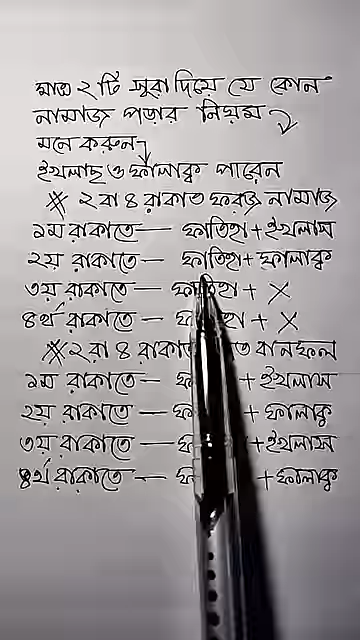 মাত্র ২টি সূরা দিয়ে যে কোন
নামাজ পড়ার নিয়ম
মনে করুন
ইখলাছ ও ফালাক্ব পারেন
※ ২ বা ৪ রাকাত ফরজ নামাজ
১ম রাকাতে — ফাতিহা + ইখলাস
২য় রাকাতে — ফাতিহা + ফালাক্ব
৩য় রাকাতে — ফাতিহা + ×
৪র্থ রাকাতে — ফ হা + ×
※ ২ বা ৪ রাকাত ত বা নফল
১ম রাকাতে — ফ + ইখলাস
২য় রাকাতে — ফ + ফালাক্ব
৩য় রাকাতে — ফ + ইখলাস
৪র্থ রাকাতে — ফ + ফালাক্ব